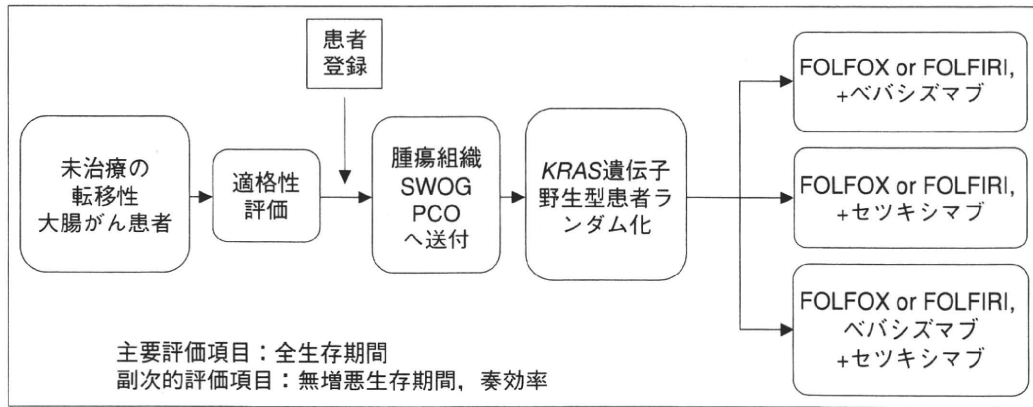 患者
登録
未治療の
転移性
大腸がん患者
適格性
評価
腫瘍組織
SWOG
PCO
へ送付
KRAS遺伝子
野生型患者ラ
ンダム化
FOLFOX or FOLFIRI,
+ベバシズマブ
FOLFOX or FOLFIRI,
+セツキシマブ
FOLFOX or FOLFIRI,
ベバシズマブ
+セツキシマブ
主要評価項目:全生存期間
副次的評価項目:無増悪生存期間,奏効率